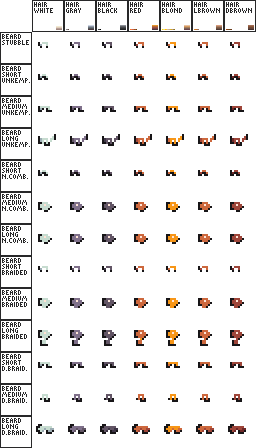 HAIR
WHITE
HAIR
GRAY
HAIR
BLACK
HAIR
RED
HAIR
BLOND
HAIR
LBROWN
HAIR
DBROWN
BEARD
STUBBLE
BEARD
SHORT
UNKEMP.
BEARD
MEDIUM
UNKEMP.
BEARD
LONG
UNKEMP.
BEARD
SHORT
N.COMB.
BEARD
MEDIUM
N.COMB.
BEARD
LONG
N.COMB.
BEARD
SHORT
BRAIDED
BEARD
MEDIUM
BRAIDED
BEARD
LONG
BRAIDED
BEARD
SHORT
D.BRAID.
BEARD
MEDIUM
D.BRAID.
BEARD
LONG
D.BRAID.